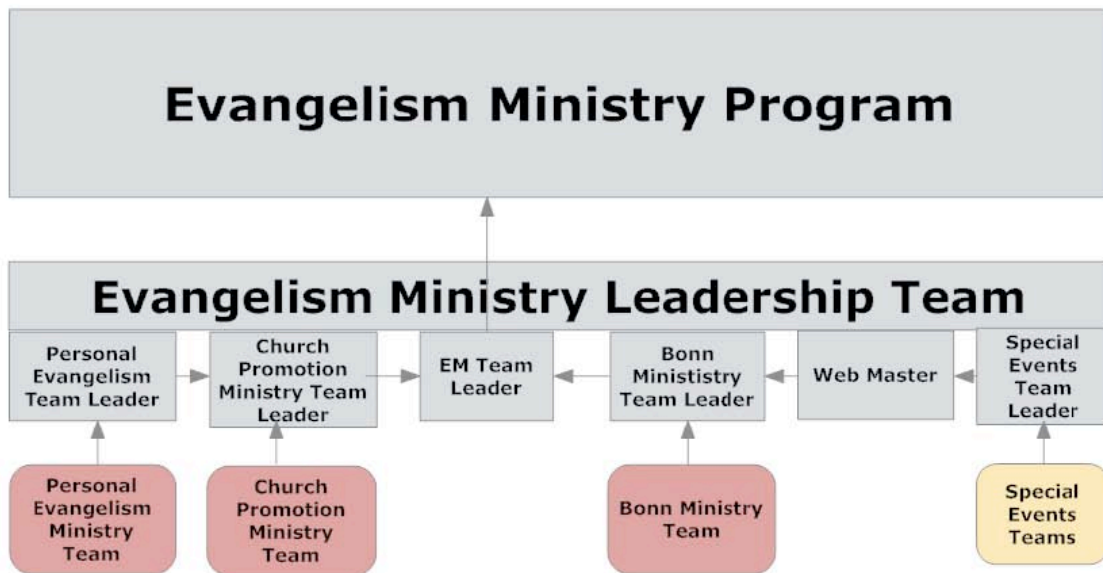 Evangelism Ministry Program
Evangelism Ministry Leadership Team
Personal
Evangelism
Team Leader
Church
Promotion
Ministry Team
Leader
EM Team
Leader
Bonn
Minististry
Team Leader
Web Master
Special
Events
Team
Leader
Personal
Evangelism
Ministry
Team
Church
Promotion
Ministry
Team
Bonn Ministry
Team
Special
Events
Teams